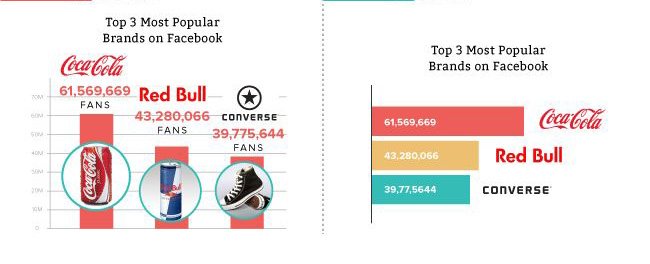 Top 3 Most Popular
Brands on Facebook
Coca-Cola
61,569,669
FANS
Red Bull
43,280,066
FANS
CONVERSE
39,775,644
FANS
70M
60M
50M
40M
30M
20M
10M
0
Coca-Cola
Top 3 Most Popular
Brands on Facebook
61,569,669 Coca-Cola
43,280,066 Red Bull
39,77,5644 CONVERSE